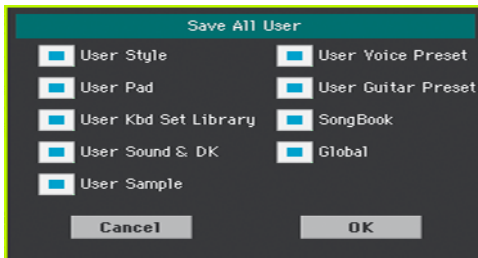 Save All User
User Style
User Voice Preset
User Pad
User Guitar Preset
User Kbd Set Library
SongBook
User Sound & DK
Global
User Sample
Cancel
OK